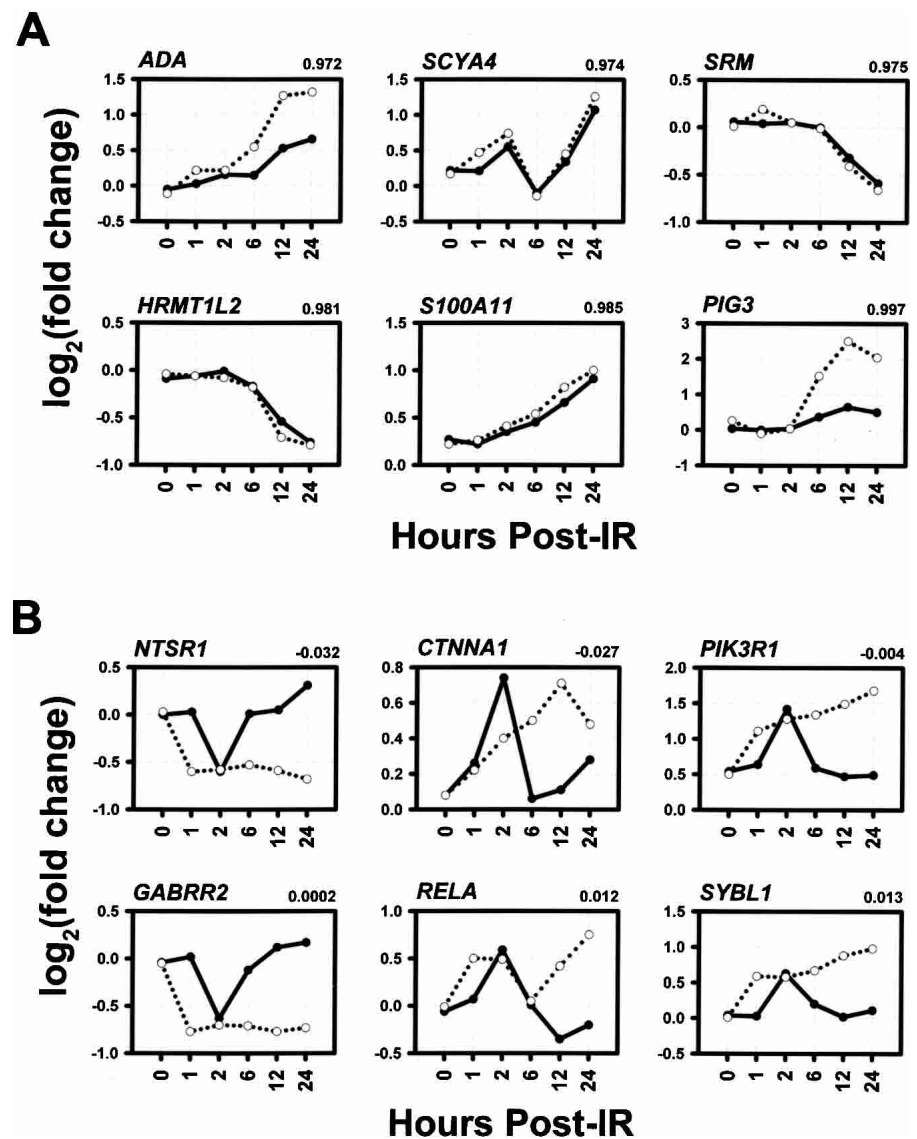 A
ADA 0.972 SCYA4 0.974 SRM 0.975
1.5 1.5 0.5
1.0 1.0
0.5 0.5 0.0
0.0 0.0 -0.5
-0.5 -0.5 -1.0
0 1 2 6 12 24 0 1 2 6 12 24 0 1 2 6 12 24
log2(fold change)
HRMT1L2 0.981 S100A11 0.985 PIG3 0.997
0.5 1.5 3
2
-0.0 1.0
1
-0.5 0.5
0
-1.0 0.0 -1
0 1 2 6 12 24 0 1 2 6 12 24 0 1 2 6 12 24
Hours Post-IR
B
NTSR1 -0.032 CTNNA1 -0.027 PIK3R1 -0.004
0.5 0.8 2.0
0.6 1.5
0.0
0.4 1.0
-0.5
0.2 0.5
-1.0 0.0 0.0
0 1 2 6 12 24 0 1 2 6 12 24 0 1 2 6 12 24
log2(fold change)
GABRR2 0.0002 RELA 0.012 SYBL1 0.013
0.5 1.0 1.5
1.0
0.0 0.5
0.5
-0.5 0.0
0.0
-1.0 -0.5 -0.5
0 1 2 6 12 24 0 1 2 6 12 24 0 1 2 6 12 24
Hours Post-IR